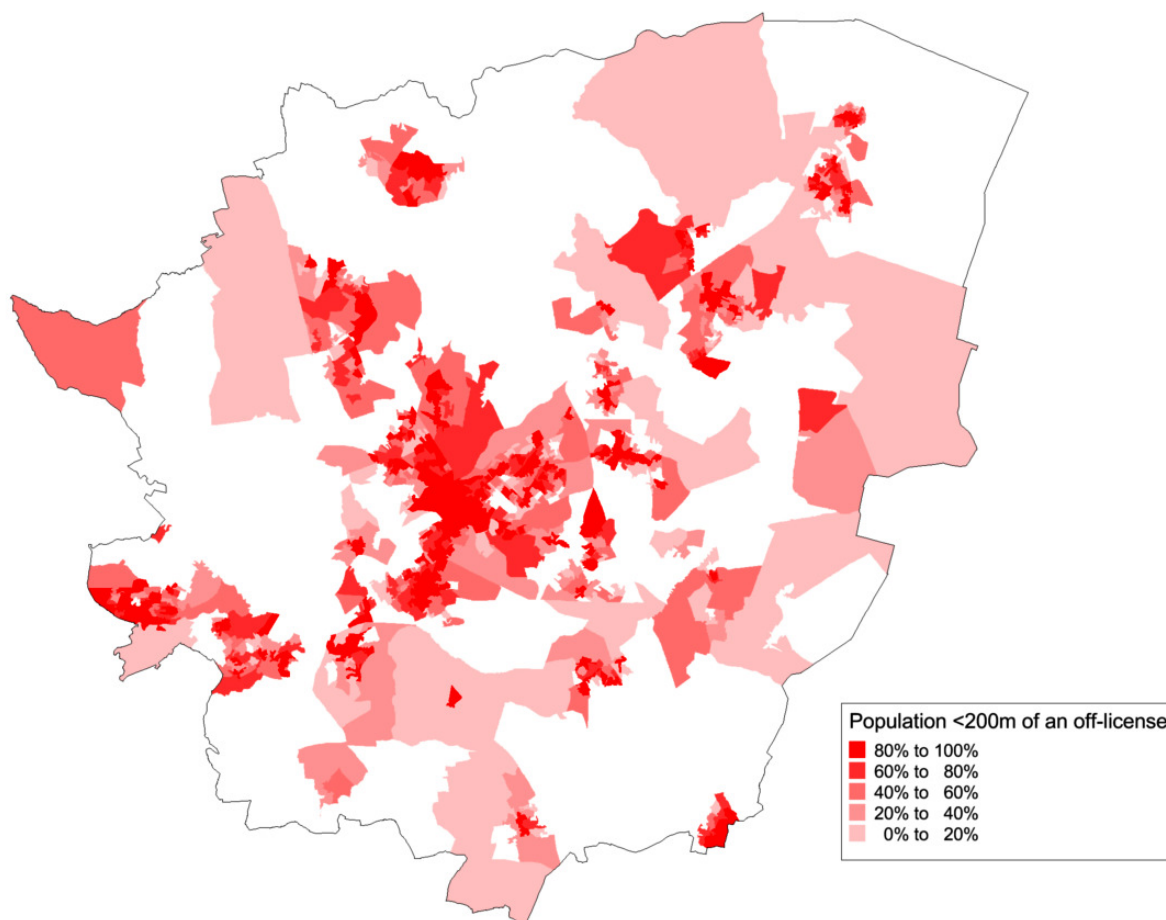 Population <200m of an off-license
80% to 100%
60% to 80%
40% to 60%
20% to 40%
0% to 20%